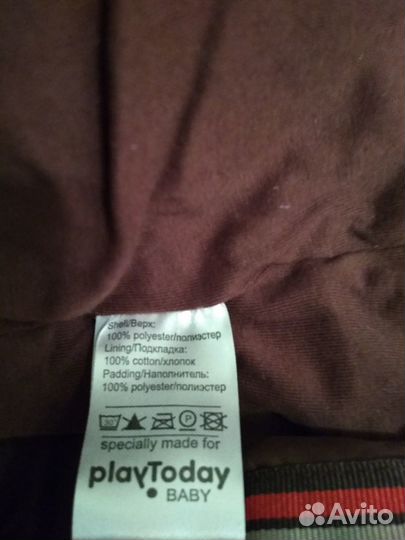 Shell/Верх:
100% polyester/полиэстер
Lining/Подкладка:
100% cotton/хлопок
Padding/Наполнитель:
100% polyester/полиэстер
30 P
specially made for
playToday
BABY
Avito